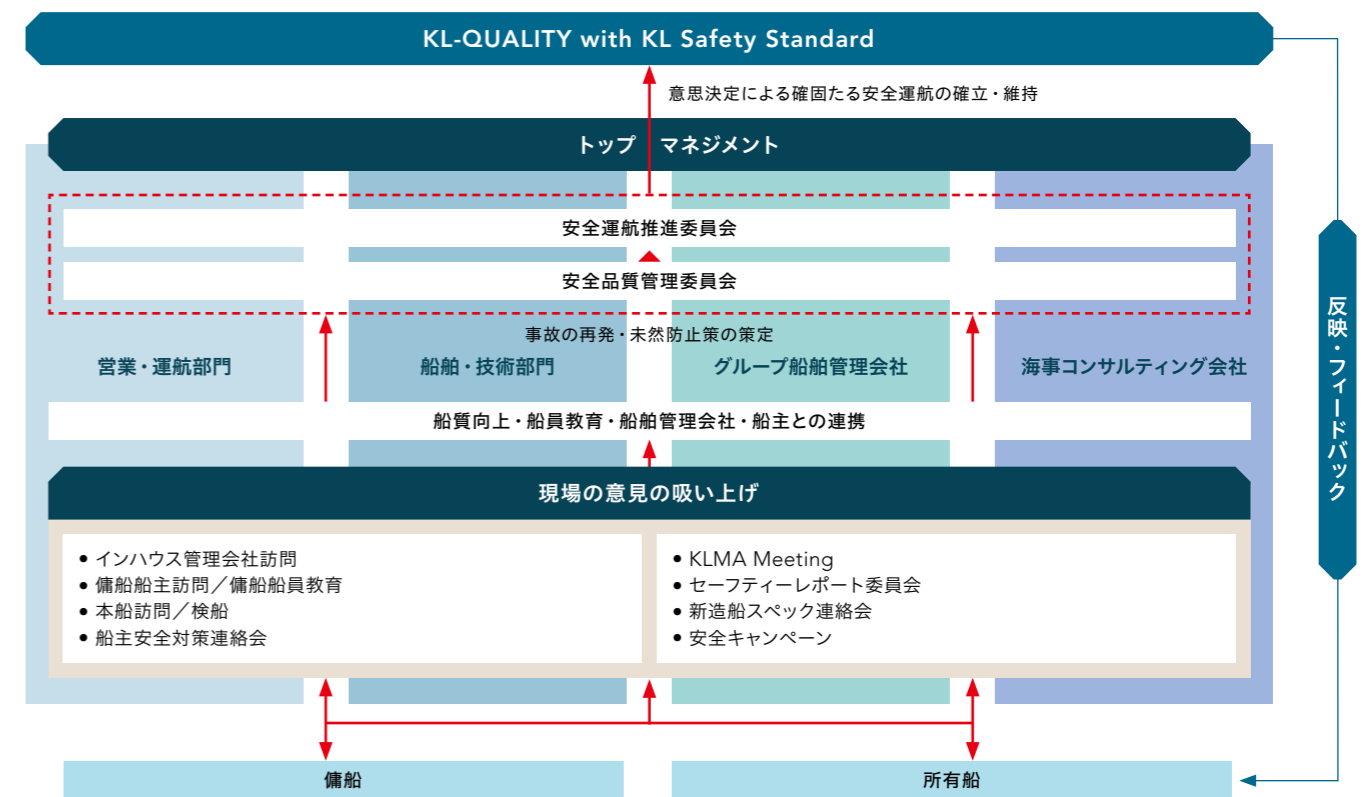 KL-QUALITY with KL Safety Standard
意思決定による確固たる安全運航の確立・維持
トップ マネジメント
安全運航推進委員会
安全品質管理委員会
事故の再発・未然防止策の策定
営業・運航部門
船舶・技術部門
グループ船舶管理会社
海事コンサルティング会社
船質向上・船員教育・船舶管理会社・船主との連携
現場の意見の吸い上げ
• インハウス管理会社訪問
• 傭船船主訪問／傭船船員教育
• 本船訪問／検船
• 船主安全対策連絡会
• KLMA Meeting
• セーフティーレポート委員会
• 新造船スペック連絡会
• 安全キャンペーン
傭船
所有船
反映・フィードバック